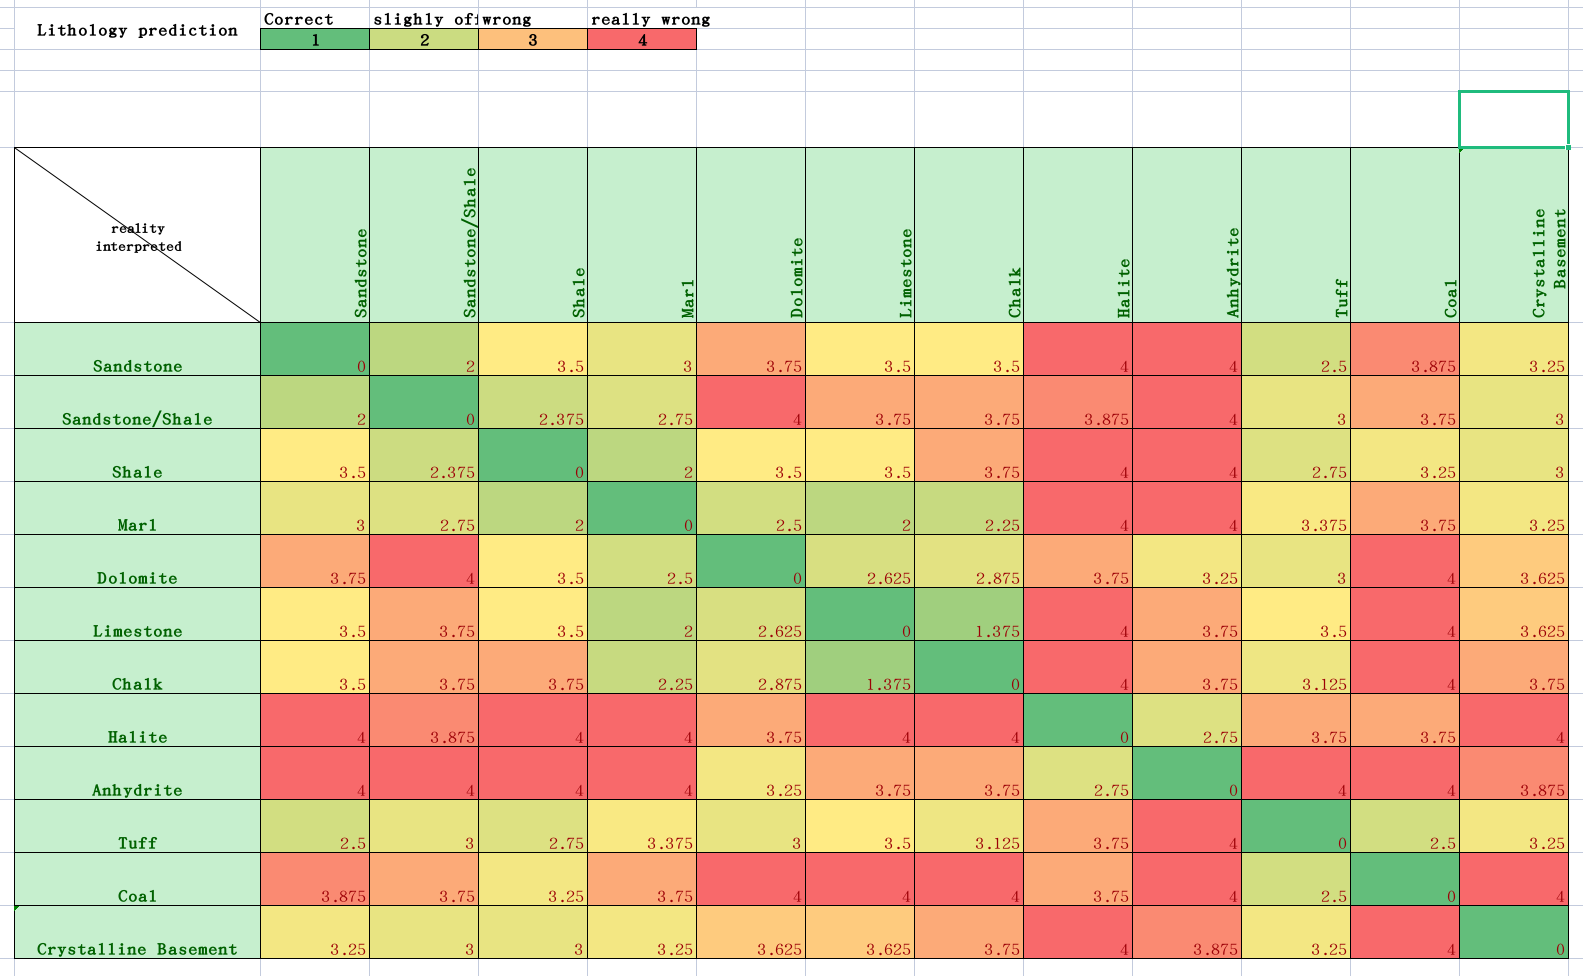 Lithology prediction
Correct slighly of wrong really wrong
1 2 3 4
reality
interpreted
Sandstone
Sandstone/Shale
Shale
Marl
Dolomite
Limestone
Chalk
Halite
Anhydrite
Tuff
Coal
Crystalline
Basement
Sandstone 0 2 3.5 3 3.75 3.5 3.5 4 4 2.5 3.875 3.25
Sandstone/Shale 2 0 2.375 2.75 4 3.75 3.75 3.875 4 3 3.75 3
Shale 3.5 2.375 0 2 3.5 3.5 3.75 4 4 2.75 3.25 3
Marl 3 2.75 2 0 2.5 2 2.25 4 4 3.375 3.75 3.25
Dolomite 3.75 4 3.5 2.5 0 2.625 2.875 3.75 3.25 3 4 3.625
Limestone 3.5 3.75 3.5 2 2.625 0 1.375 4 3.75 3.5 4 3.625
Chalk 3.5 3.75 3.75 2.25 2.875 1.375 0 4 3.75 3.125 4 3.75
Halite 4 3.875 4 4 3.75 4 4 0 2.75 3.75 3.75 4
Anhydrite 4 4 4 4 3.25 3.75 3.75 2.75 0 4 4 3.875
Tuff 2.5 3 2.75 3.375 3 3.5 3.125 3.75 4 0 2.5 3.25
Coal 3.875 3.75 3.25 3.75 4 4 4 3.75 4 2.5 0 4
Crystalline Basement 3.25 3 3 3.25 3.625 3.625 3.75 4 3.875 3.25 4 0